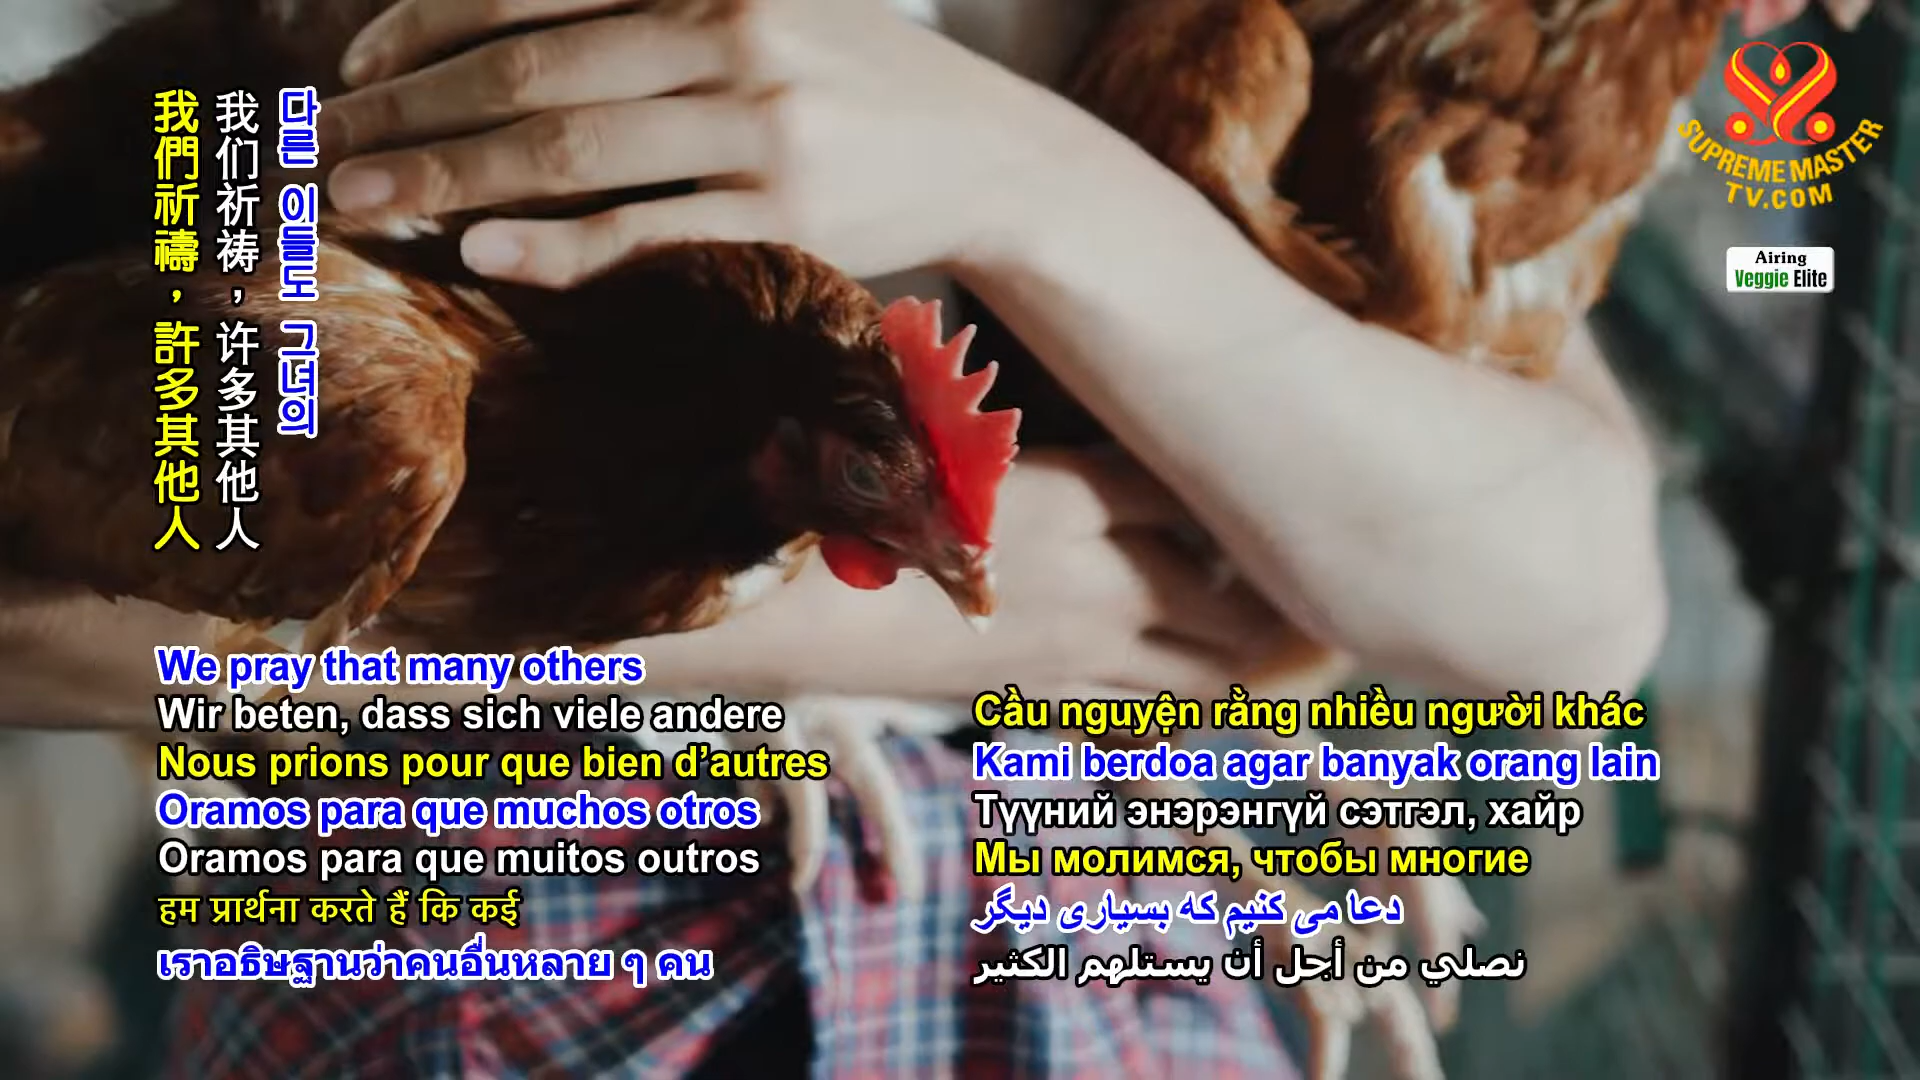 我們祈禱，許多其他人
我们祈祷，许多其他人
다른 이들도 그녀의
SUPREME MASTER
TV.COM
Airing
Veggie Elite
We pray that many others
Wir beten, dass sich viele andere
Nous prions pour que bien d’autres
Oramos para que muchos otros
Oramos para que muitos outros
हम प्रार्थना करते हैं कि कई
เราอธิษฐานว่าคนอื่นหลาย ๆ คน
Cầu nguyện rằng nhiều người khác
Kami berdoa agar banyak orang lain
Түүний энэрэнгүй сэтгэл, хайр
Мы молимся, чтобы многие
دعا می کنیم که بسیاری دیگر
نصلي من أجل أن يستلهم الكثير